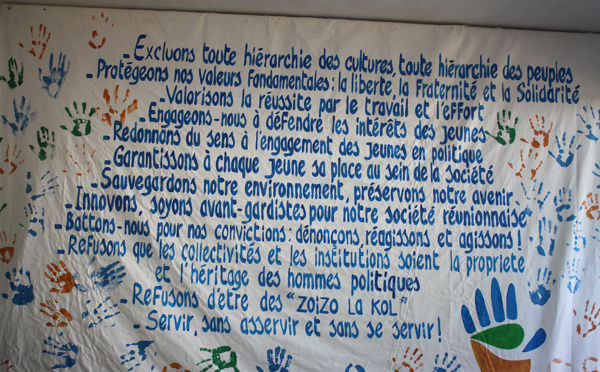 - Excluons toute hiérarchie des cultures, toute hiérarchie des peuples
- Protégeons nos valeurs fondamentales : la liberté, la fraternité et la Solidarité
- Valorisons la réussite par le travail et l'effort
- Engageons-nous à défendre les intérêts des jeunes
- Redonnons du sens à l'engagement des jeunes en politique
- Garantissons à chaque jeune sa place au sein de la société
- Sauvegardons notre environnement, préservons notre avenir
- Innovons, soyons avant-gardistes pour notre société réunionnaise
- Battons-nous pour nos convictions : dénonçons, réagissons et agissons !
- Refusons que les collectivités et les institutions soient la propriété
et l'héritage des hommes politiques
- Refusons d'être des "ZOIZO LA KOL"
- Servir, sans asservir et sans se servir !